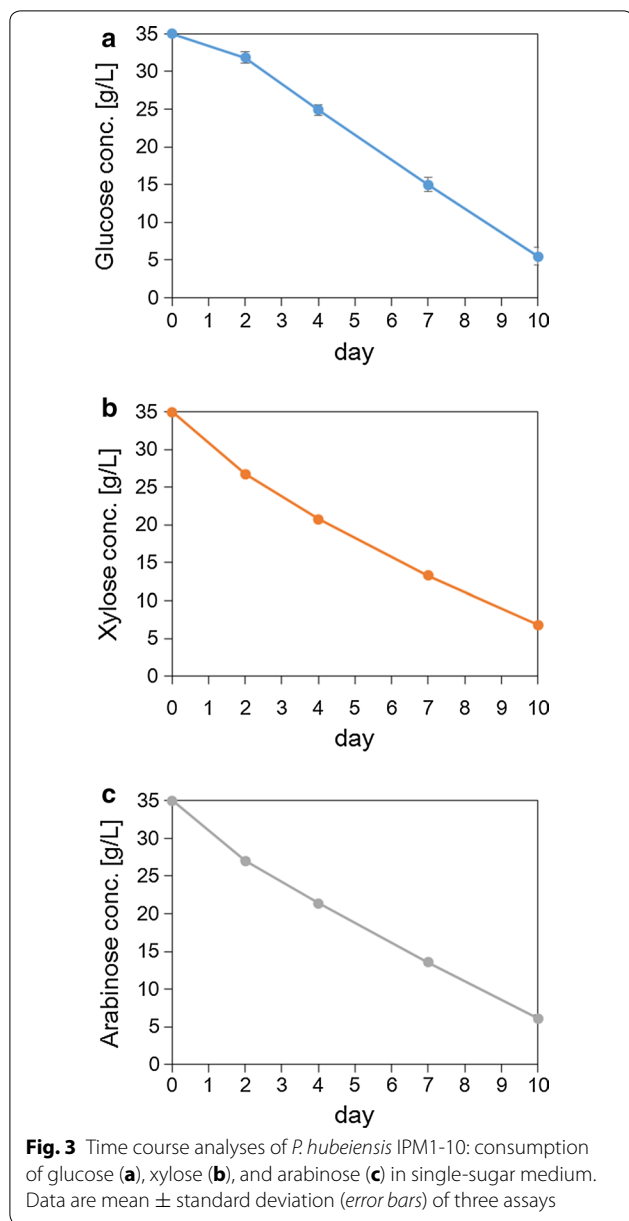 a
35
30
25
20
15
10
5
0
Glucose conc. [g/L]
0 1 2 3 4 5 6 7 8 9 10
day
b
35
30
25
20
15
10
5
0
Xylose conc. [g/L]
0 1 2 3 4 5 6 7 8 9 10
day
c
35
30
25
20
15
10
5
0
Arabinose conc. [g/L]
0 1 2 3 4 5 6 7 8 9 10
day
Fig. 3 Time course analyses of P. hubeiensis IPM1-10: consumption
of glucose (a), xylose (b), and arabinose (c) in single-sugar medium.
Data are mean ± standard deviation (error bars) of three assays